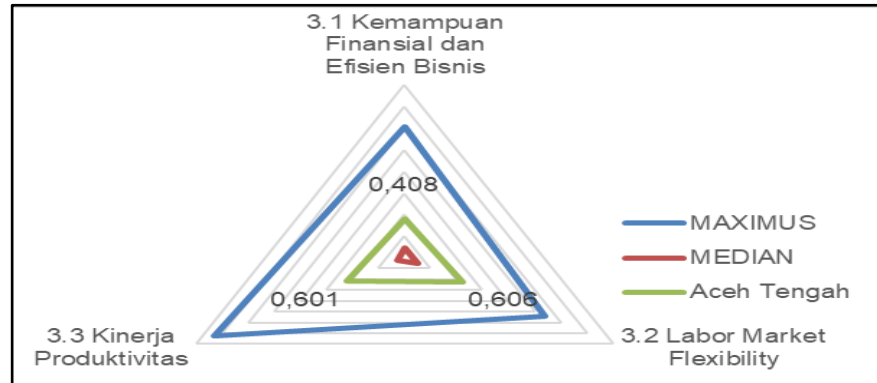 3.1 Kemampuan
Finansial dan
Efisien Bisnis
0,408
MAXIMUS
MEDIAN
Aceh Tengah
0,601
0,606
3.3 Kinerja
Produktivitas
3.2 Labor Market
Flexibility